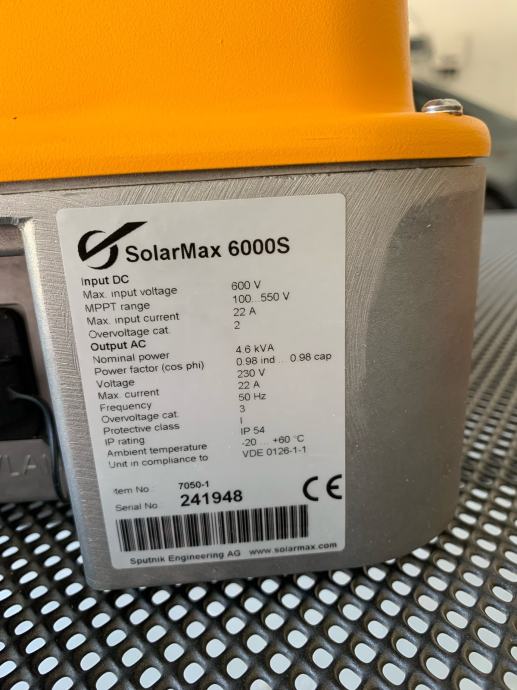 SolarMax 6000S
Input DC
Max. input voltage 600 V
MPPT range 100...550 V
Max. input current 22 A
Overvoltage cat. 2
Output AC
Nominal power 4.6 kVA
Power factor (cos phi) 0.98 ind ... 0.98 cap
Voltage 230 V
Max. current 22 A
Frequency 50 Hz
Overvoltage cat. 3
Protective class I
IP rating IP 54
Ambient temperature -20 ... +60 °C
Unit in compliance to VDE 0126-1-1
Item No 7050-1
Serial No 241948
CE
Sputnik Engineering AG www.solarmax.com